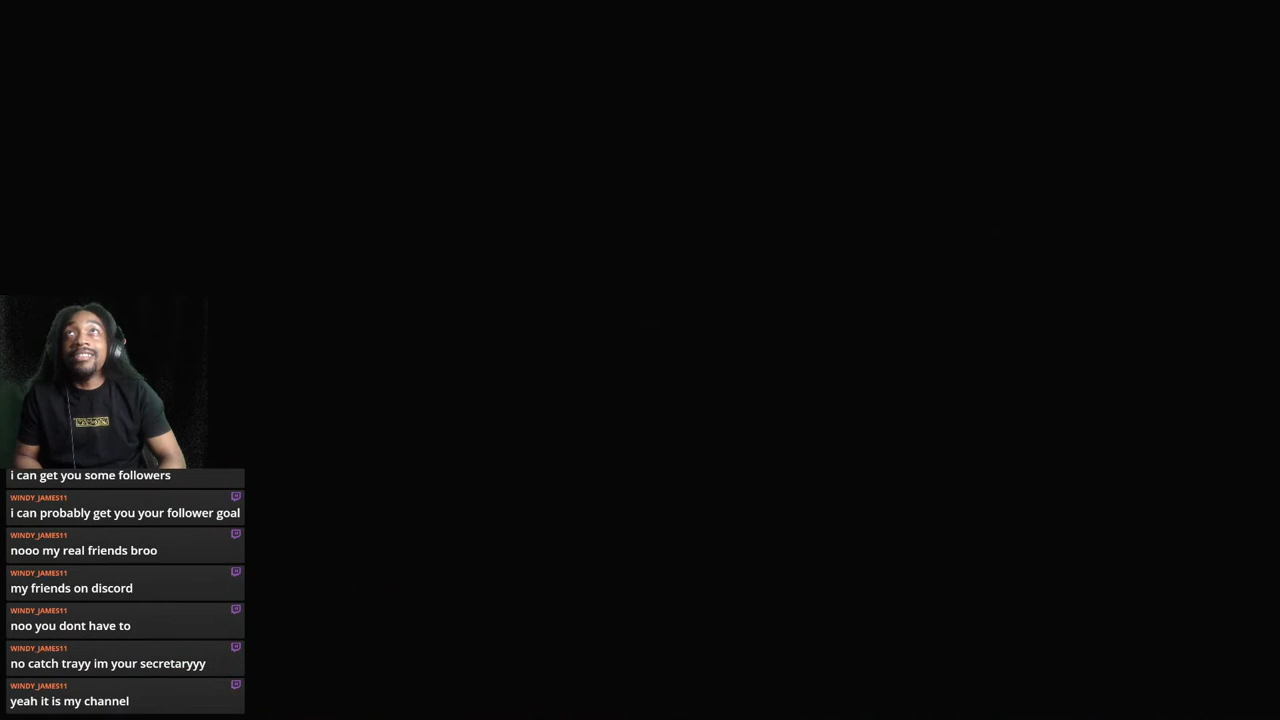 i can get you some followers
WINDY_JAMES11
i can probably get you your follower goal
WINDY_JAMES11
nooo my real friends broo
WINDY_JAMES11
my friends on discord
WINDY_JAMES11
noo you dont have to
WINDY_JAMES11
no catch trayy im your secretaryyy
WINDY_JAMES11
yeah it is my channel